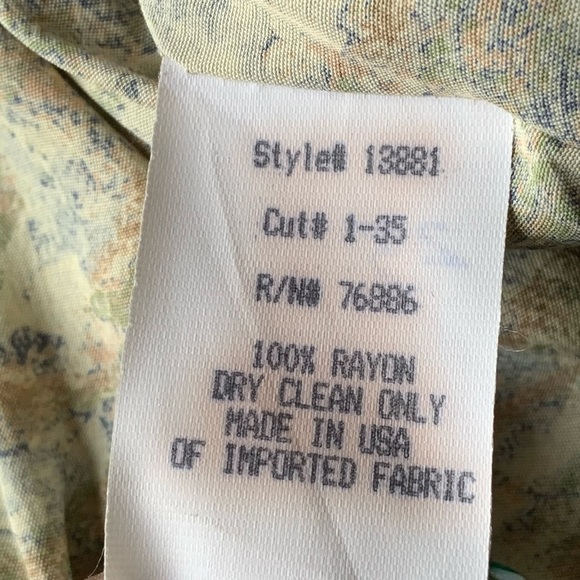 Style# 13881
Cut# 1-35
R/N# 76886
100% RAYON
DRY CLEAN ONLY
MADE IN USA
OF IMPORTED FABRIC